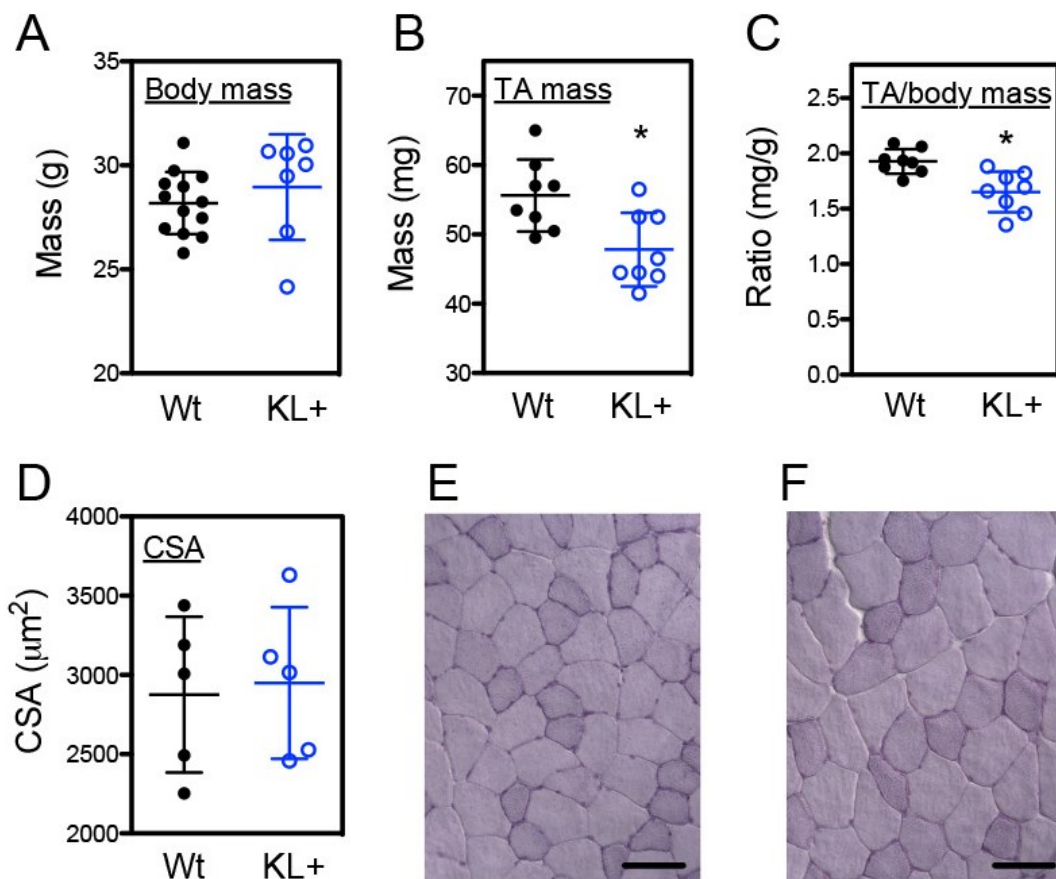 A
Mass (g)
35
30
25
20
Body mass
Wt KL+
B
Mass (mg)
70
60
50
40
30
TA mass
*
Wt KL+
C
Ratio (mg/g)
2.5
2.0
1.5
1.0
0.5
0.0
TA/body mass
*
Wt KL+
D
CSA (μm²)
4000
3500
3000
2500
2000
CSA
Wt KL+
E
F